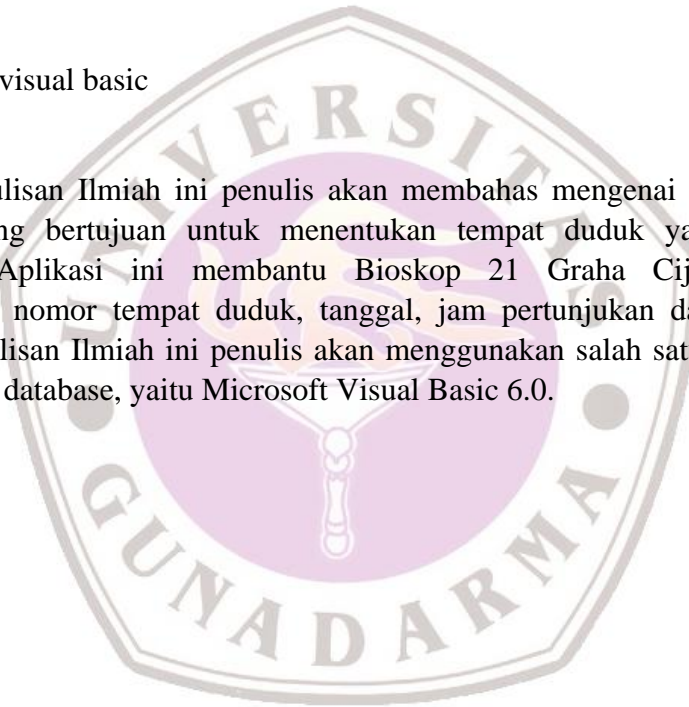 visual basic
ulisan Ilmiah ini penulis akan membahas mengenai
ng bertujuan untuk menentukan tempat duduk ya
Aplikasi ini membantu Bioskop 21 Graha Cij
nomor tempat duduk, tanggal, jam pertunjukan da
lisan Ilmiah ini penulis akan menggunakan salah sat
database, yaitu Microsoft Visual Basic 6.0.
UNIVERSITAS
GUNADARMA